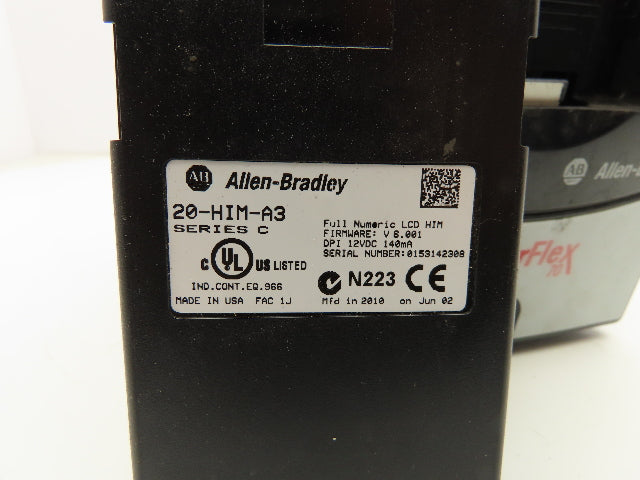 AB Allen-Bradley
20-HIM-A3
SERIES C
Full Numeric LCD HIM
FIRMWARE: V 6.001
DPI 12VDC 140mA
SERIAL NUMBER:0153142308
C UL US LISTED
IND.CONT.EQ.966
N223 CE
MADE IN USA FAC 1J
Mfd in 2010 on Jun 02
AB Allen-B
rFlex
70